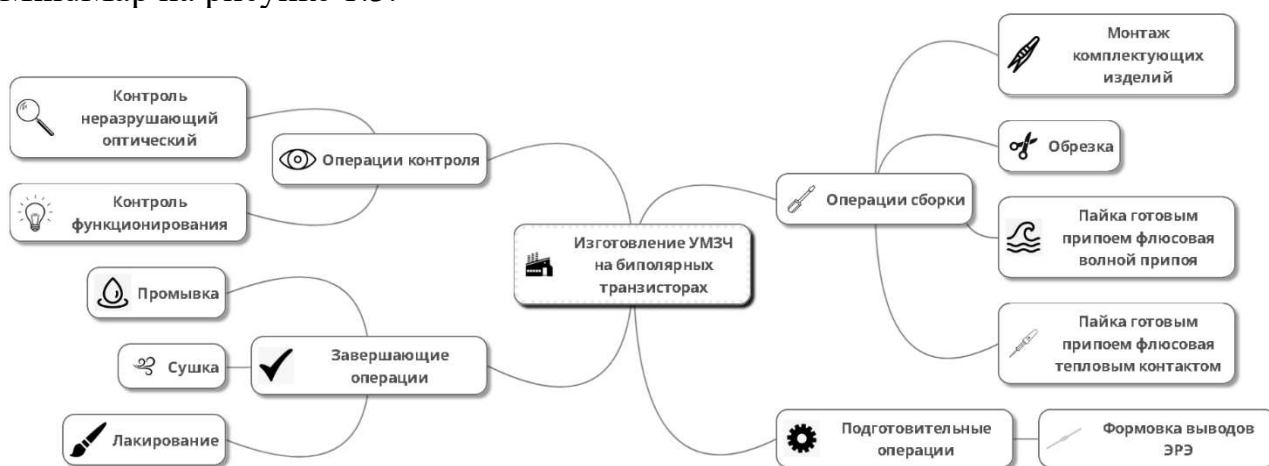 Контроль
неразрушающий
оптический
Операции контроля
Контроль
функционирования
Промывка
Сушка
Лакирование
Завершающие
операции
Изготовление УМЗЧ
на биполярных
транзисторах
Монтаж
комплектующих
изделий
Обрезка
Операции сборки
Пайка готовым
припоем флюсовая
волной припоя
Пайка готовым
припоем флюсовая
тепловым контактом
Подготовительные
операции
Формовка выводов
ЭРЭ